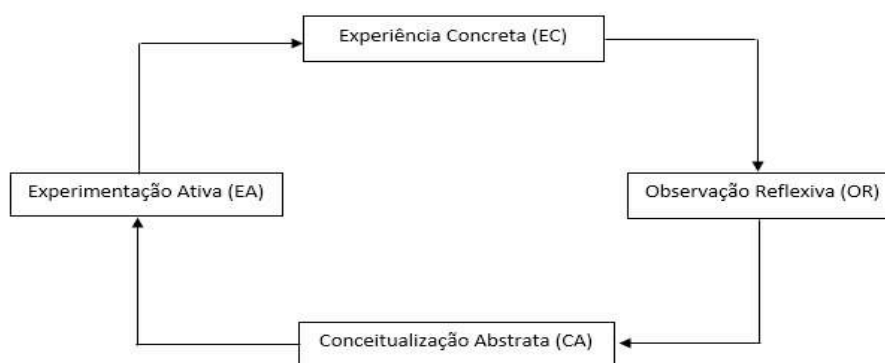 Experiência Concreta (EC)
Experimentação Ativa (EA)
Observação Reflexiva (OR)
Conceitualização Abstrata (CA)